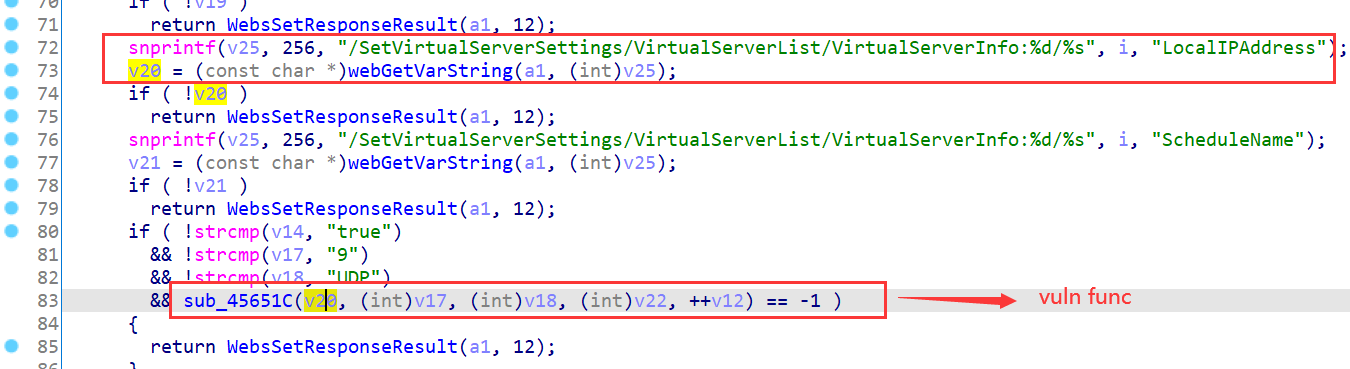 70 if ( !v19 )
71 return WebsSetResponseResult(a1, 12);
72 snprintf(v25, 256, "/SetVirtualServerSettings/VirtualServerList/VirtualServerInfo:%d/%s", i, "LocalIPAddress");
73 v20 = (const char *)webGetVarString(a1, (int)v25);
74 if ( !v20 )
75 return WebsSetResponseResult(a1, 12);
76 snprintf(v25, 256, "/SetVirtualServerSettings/VirtualServerList/VirtualServerInfo:%d/%s", i, "ScheduleName");
77 v21 = (const char *)webGetVarString(a1, (int)v25);
78 if ( !v21 )
79 return WebsSetResponseResult(a1, 12);
80 if ( !strcmp(v14, "true")
81 && !strcmp(v17, "9")
82 && !strcmp(v18, "UDP")
83 && sub_45651C(v20, (int)v17, (int)v18, (int)v22, ++v12) == -1 ) vuln func
84 {
85 return WebsSetResponseResult(a1, 12);
86 }